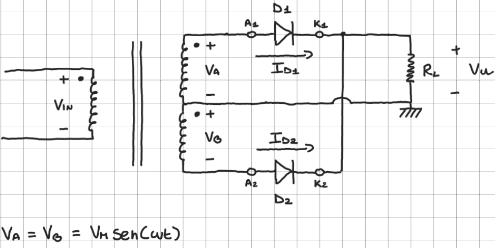 D1
A1 K1
+ ID1 RL + Vu
VA
-
-
+ VIN -
+ VB -
ID2
A2 K2
D2
VA = VB = VM sen(ωt)